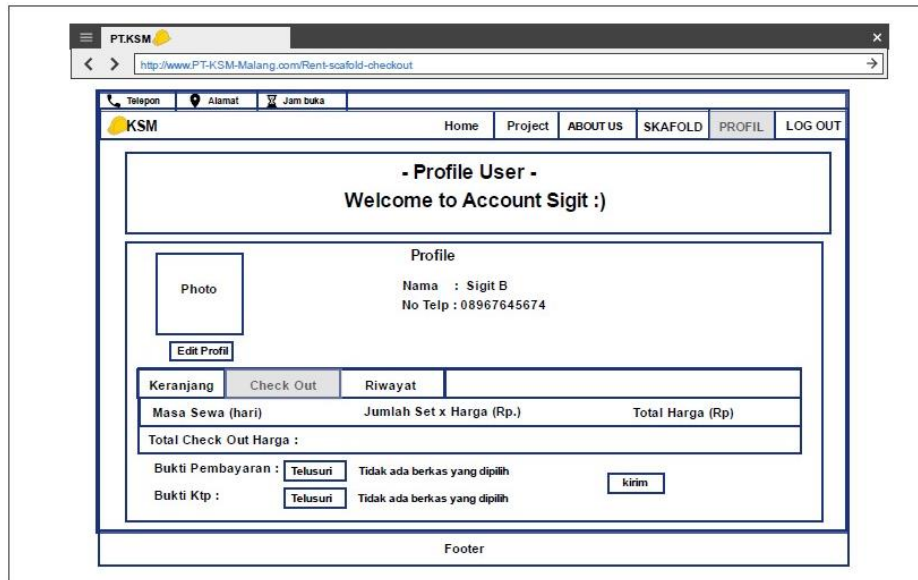 PT.KSM
http://www.PT-KSM-Malang.com/Rent-scafold-checkout
Telepon Alamat Jam buka
KSM Home Project ABOUT US SKAFOLD PROFIL LOG OUT
- Profile User -
Welcome to Account Sigit :)
Profile
Photo
Nama : Sigit B
No Telp : 08967645674
Edit Profil
Keranjang Check Out Riwayat
Masa Sewa (hari) Jumlah Set x Harga (Rp.) Total Harga (Rp)
Total Check Out Harga :
Bukti Pembayaran : Telusuri Tidak ada berkas yang dipilih
kirim
Bukti Ktp : Telusuri Tidak ada berkas yang dipilih
Footer